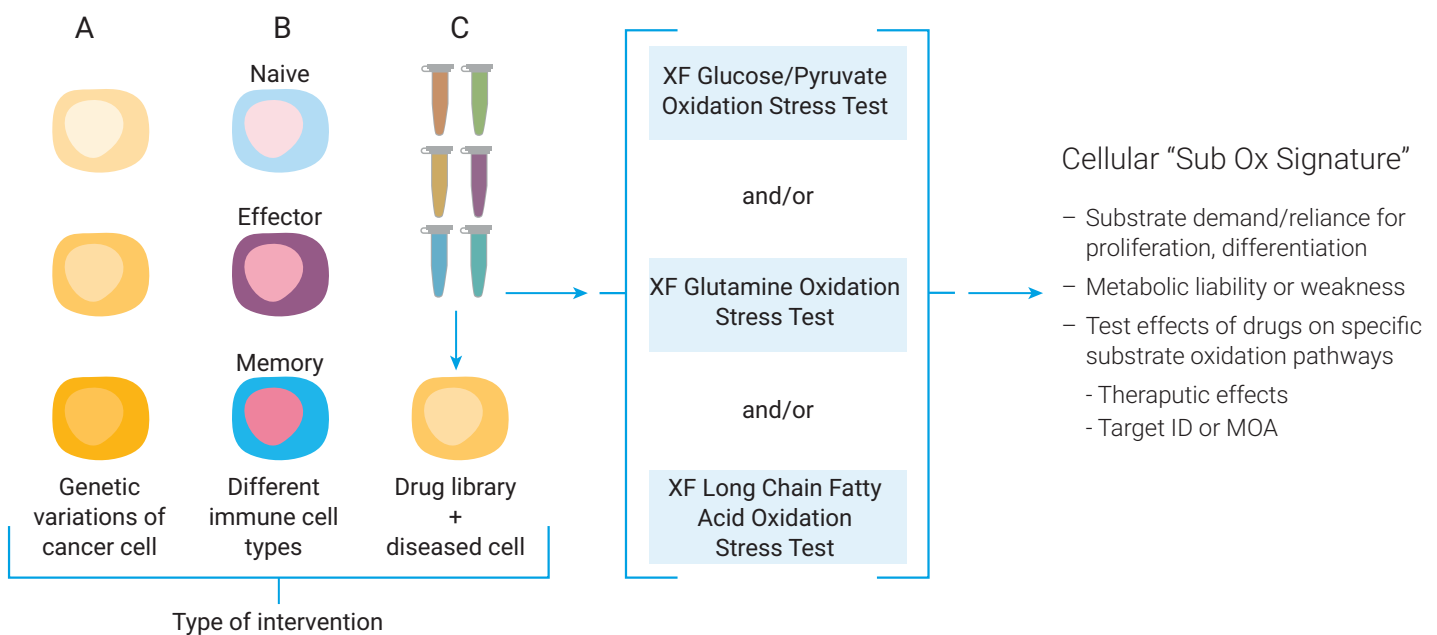 A
B
C
Naive
Effector
Memory
Genetic
variations of
cancer cell
Different
immune cell
types
Drug library
+
diseased cell
Type of intervention
XF Glucose/Pyruvate
Oxidation Stress Test
and/or
XF Glutamine Oxidation
Stress Test
and/or
XF Long Chain Fatty
Acid Oxidation
Stress Test
Cellular “Sub Ox Signature”
– Substrate demand/reliance for
proliferation, differentiation
– Metabolic liability or weakness
– Test effects of drugs on specific
substrate oxidation pathways
- Theraputic effects
- Target ID or MOA